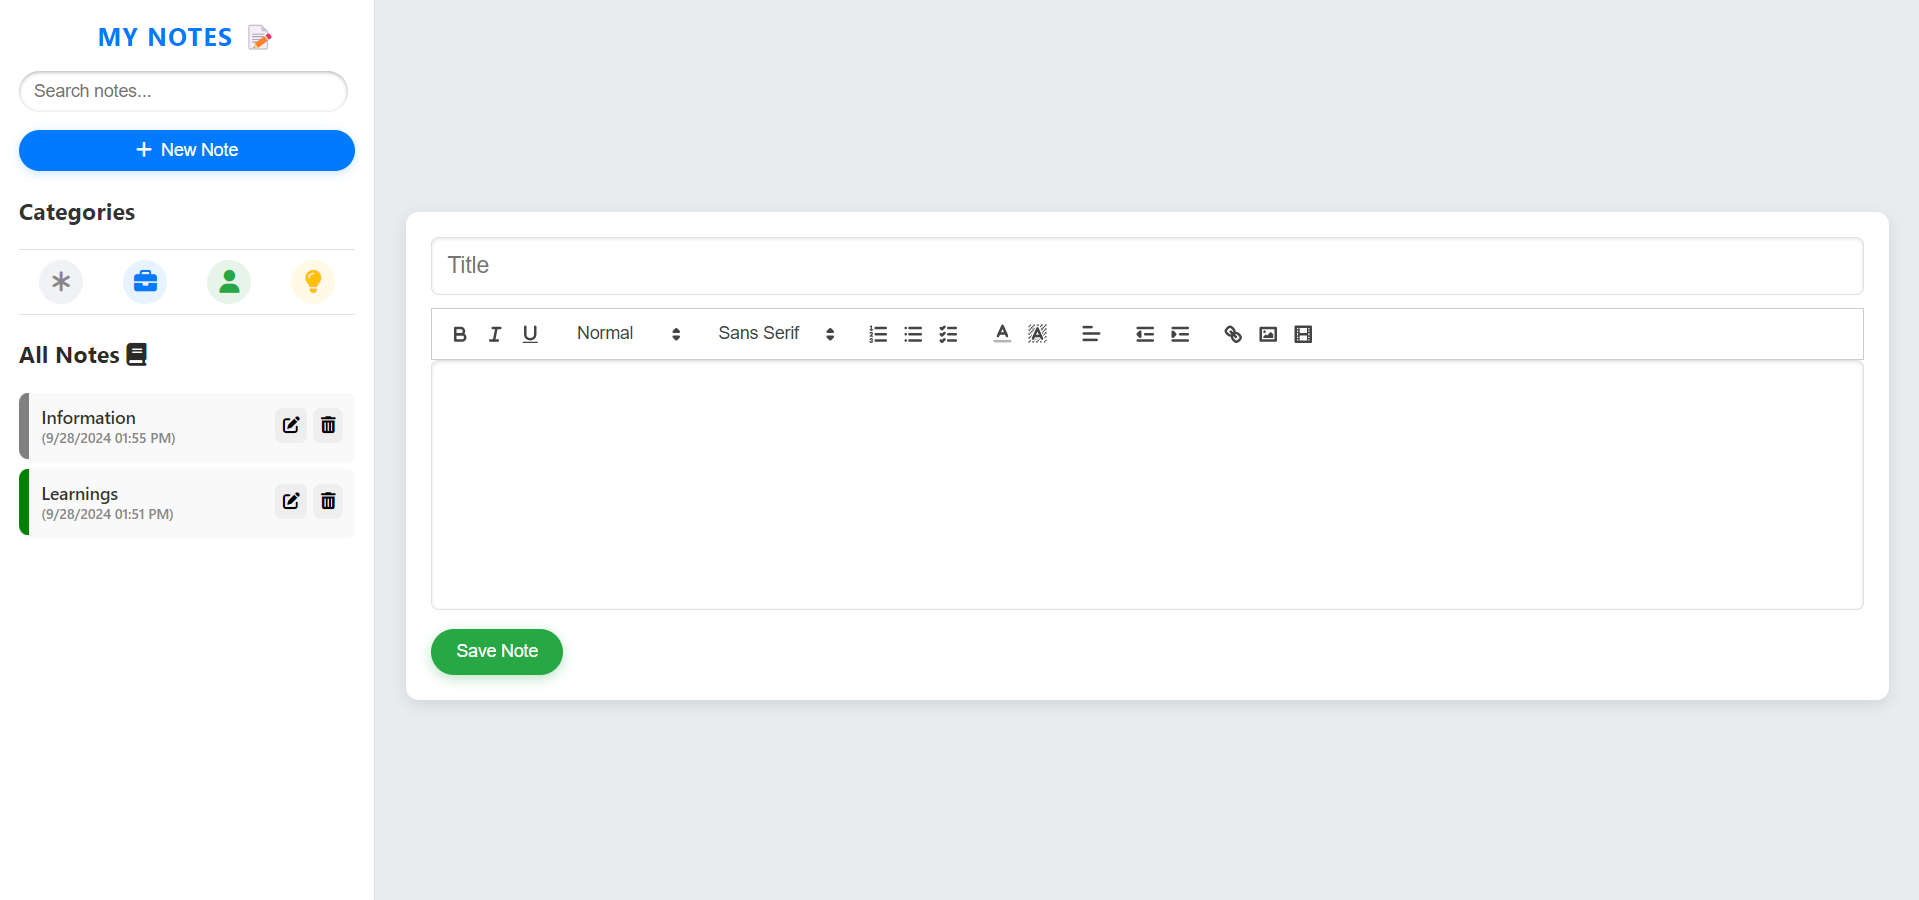 MY NOTES
Search notes...
New Note
Categories
All Notes
Information
(9/28/2024 01:55 PM)
Learnings
(9/28/2024 01:51 PM)
Title
Normal Sans Serif
Save Note